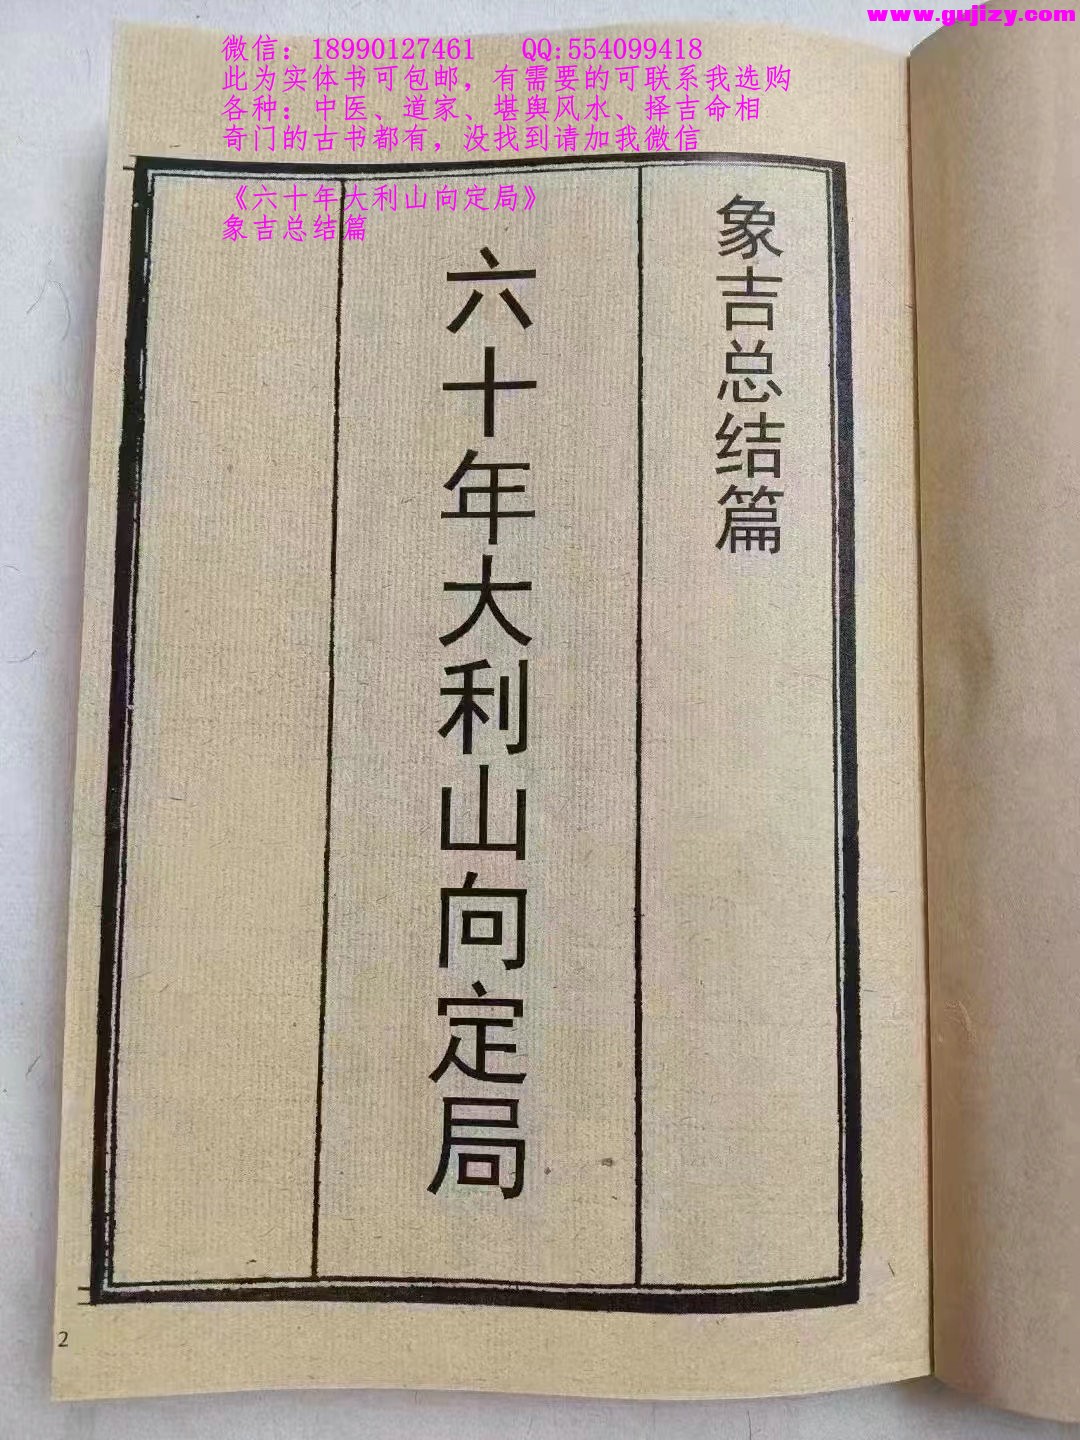 www.gujizy.com
微信：18990127461 QQ:554099418
此为实体书可包邮，有需要的可联系我选购
各种：中医、道家、堪舆风水、择吉命相
奇门的古书都有，没找到请加我微信
《六十年大利山向定局》
象吉总结篇
象吉总结篇
六十年大利山向定局
2